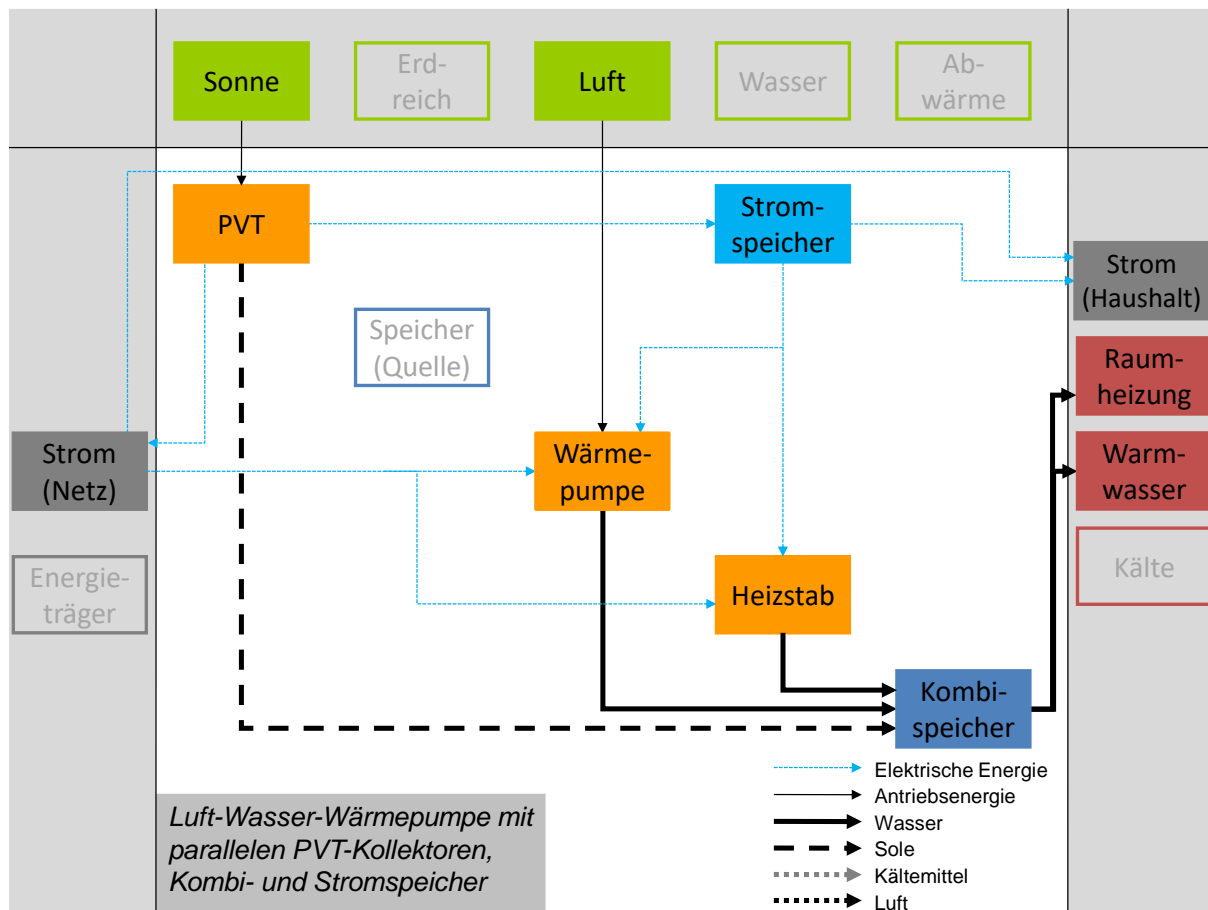 Sonne
Erd-
reich
Luft
Wasser
Ab-
wärme
PVT
Strom-
speicher
Strom
(Haushalt)
Speicher
(Quelle)
Raum-
heizung
Strom
(Netz)
Wärme-
pumpe
Warm-
wasser
Energie-
träger
Heizstab
Kälte
Kombi-
speicher
Elektrische Energie
Antriebsenergie
Wasser
Sole
Kältemittel
Luft
Luft-Wasser-Wärmepumpe mit
parallelen PVT-Kollektoren,
Kombi- und Stromspeicher